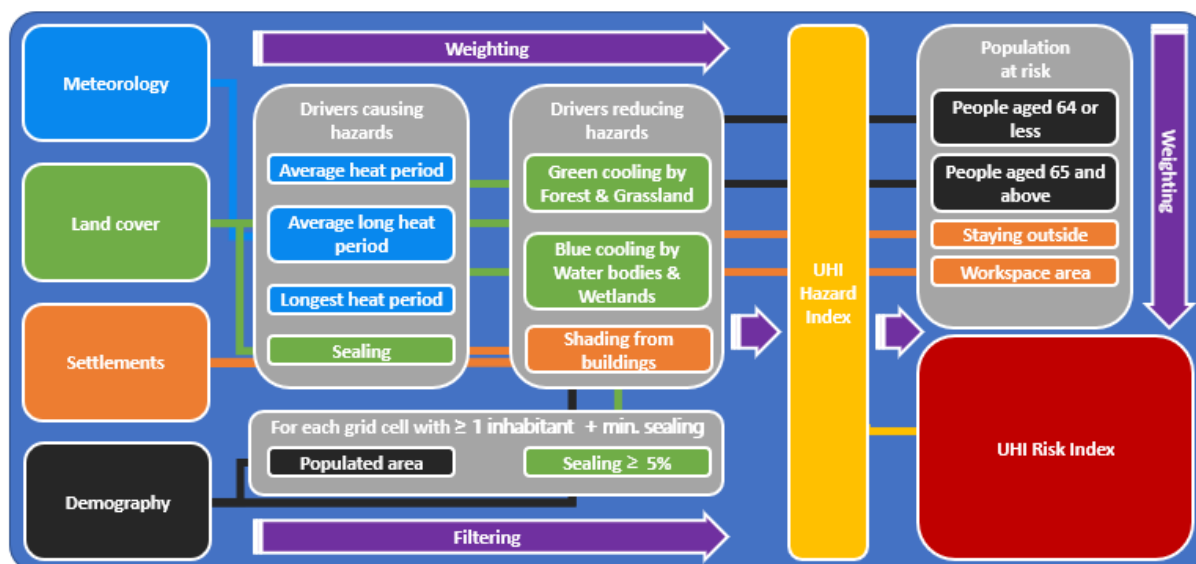 Meteorology
Land cover
Settlements
Demography
Weighting
Drivers causing
hazards
Average heat period
Average long heat
period
Longest heat period
Sealing
Drivers reducing
hazards
Green cooling by
Forest & Grassland
Blue cooling by
Water bodies &
Wetlands
Shading from
buildings
For each grid cell with ≥ 1 inhabitant + min. sealing
Populated area
Sealing ≥ 5%
Filtering
UHI
Hazard
Index
Population
at risk
People aged 64 or
less
People aged 65 and
above
Staying outside
Workspace area
Weighting
UHI Risk Index